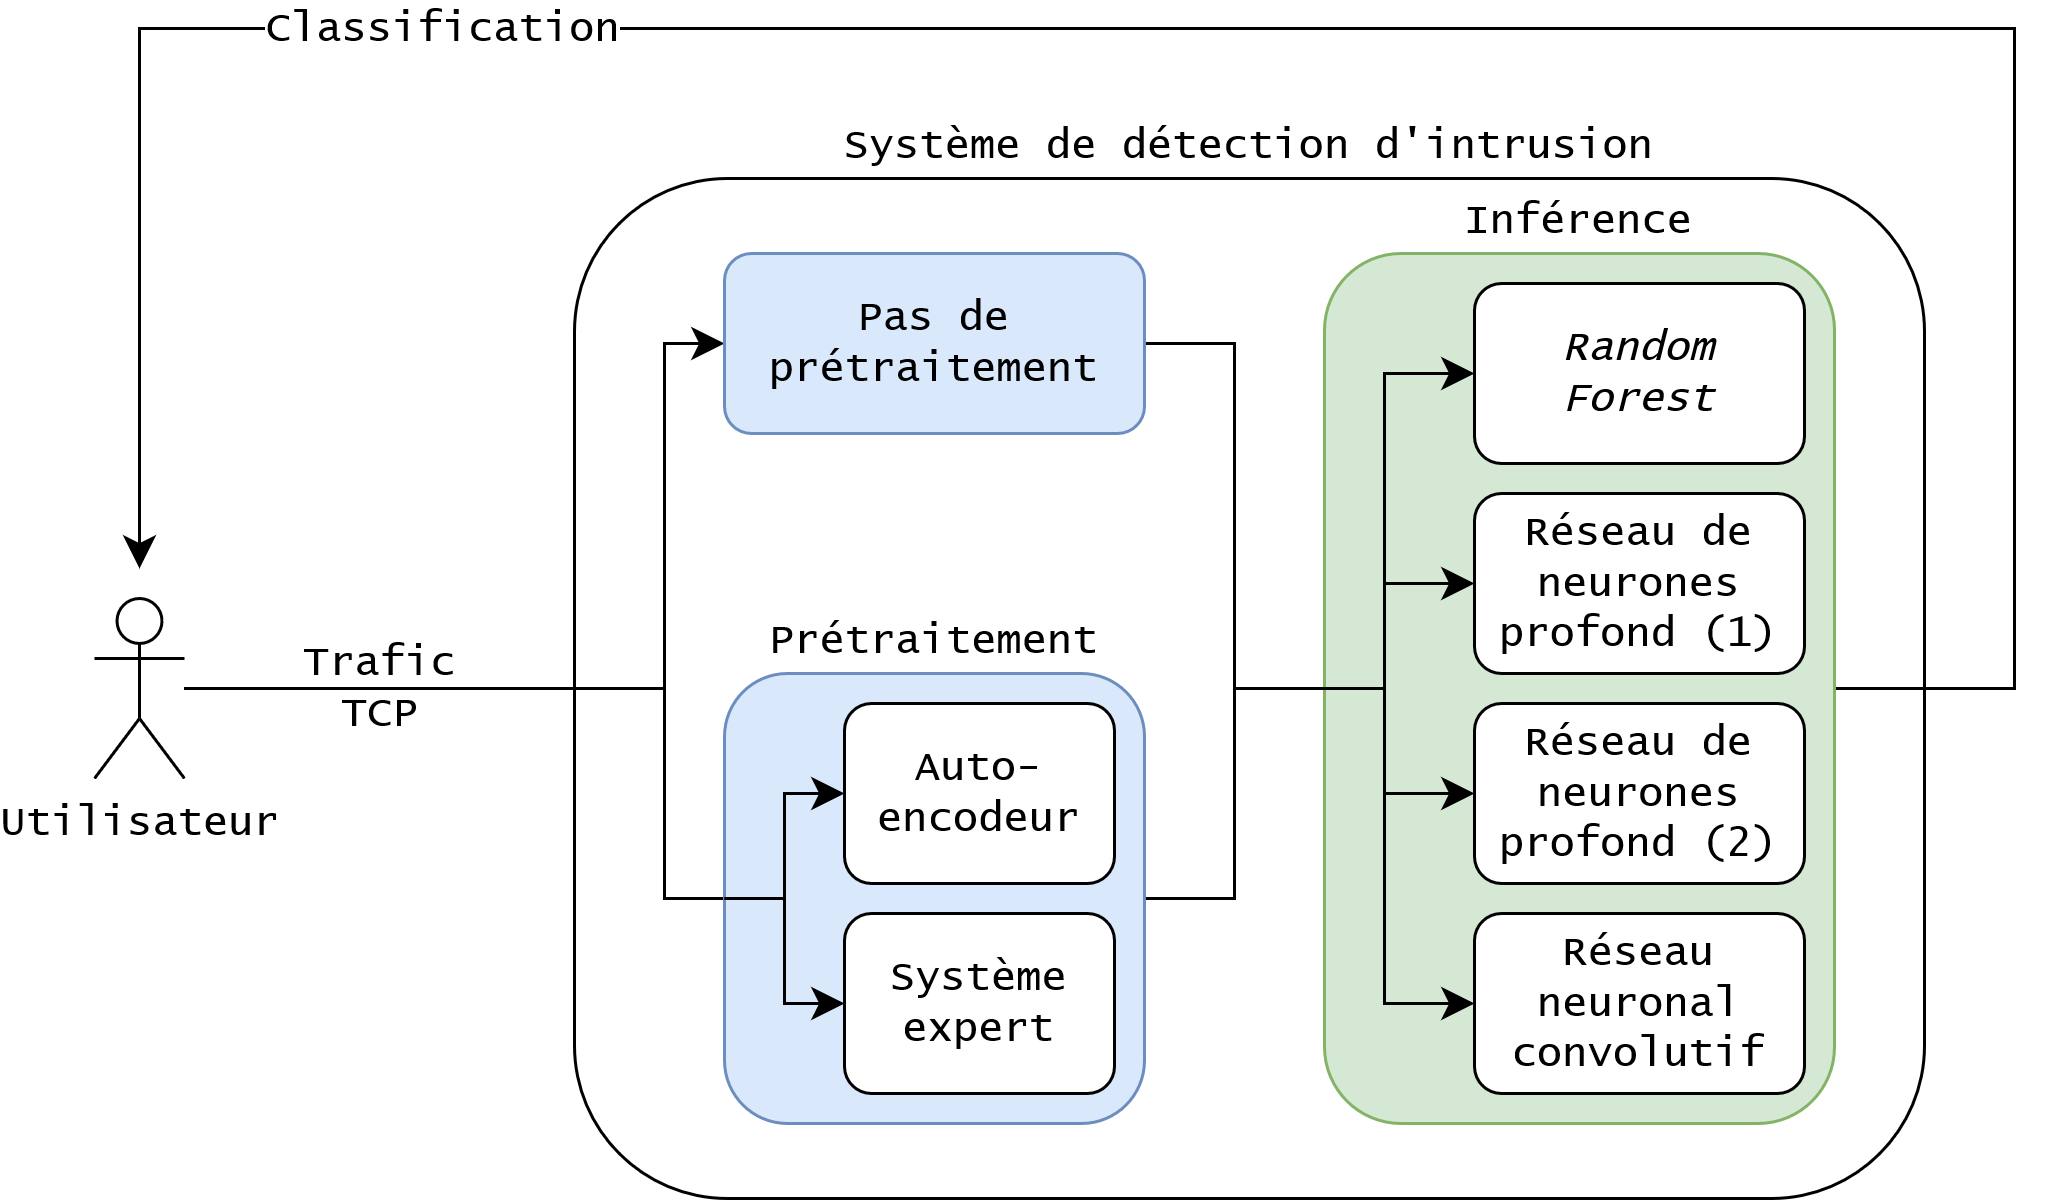 Classification
Système de détection d'intrusion
Inférence
Pas de
prétraitement
Random
Forest
Réseau de
neurones
profond (1)
Prétraitement
Trafic
TCP
Utilisateur
Auto-
encodeur
Réseau de
neurones
profond (2)
Système
expert
Réseau
neuronal
convolutif